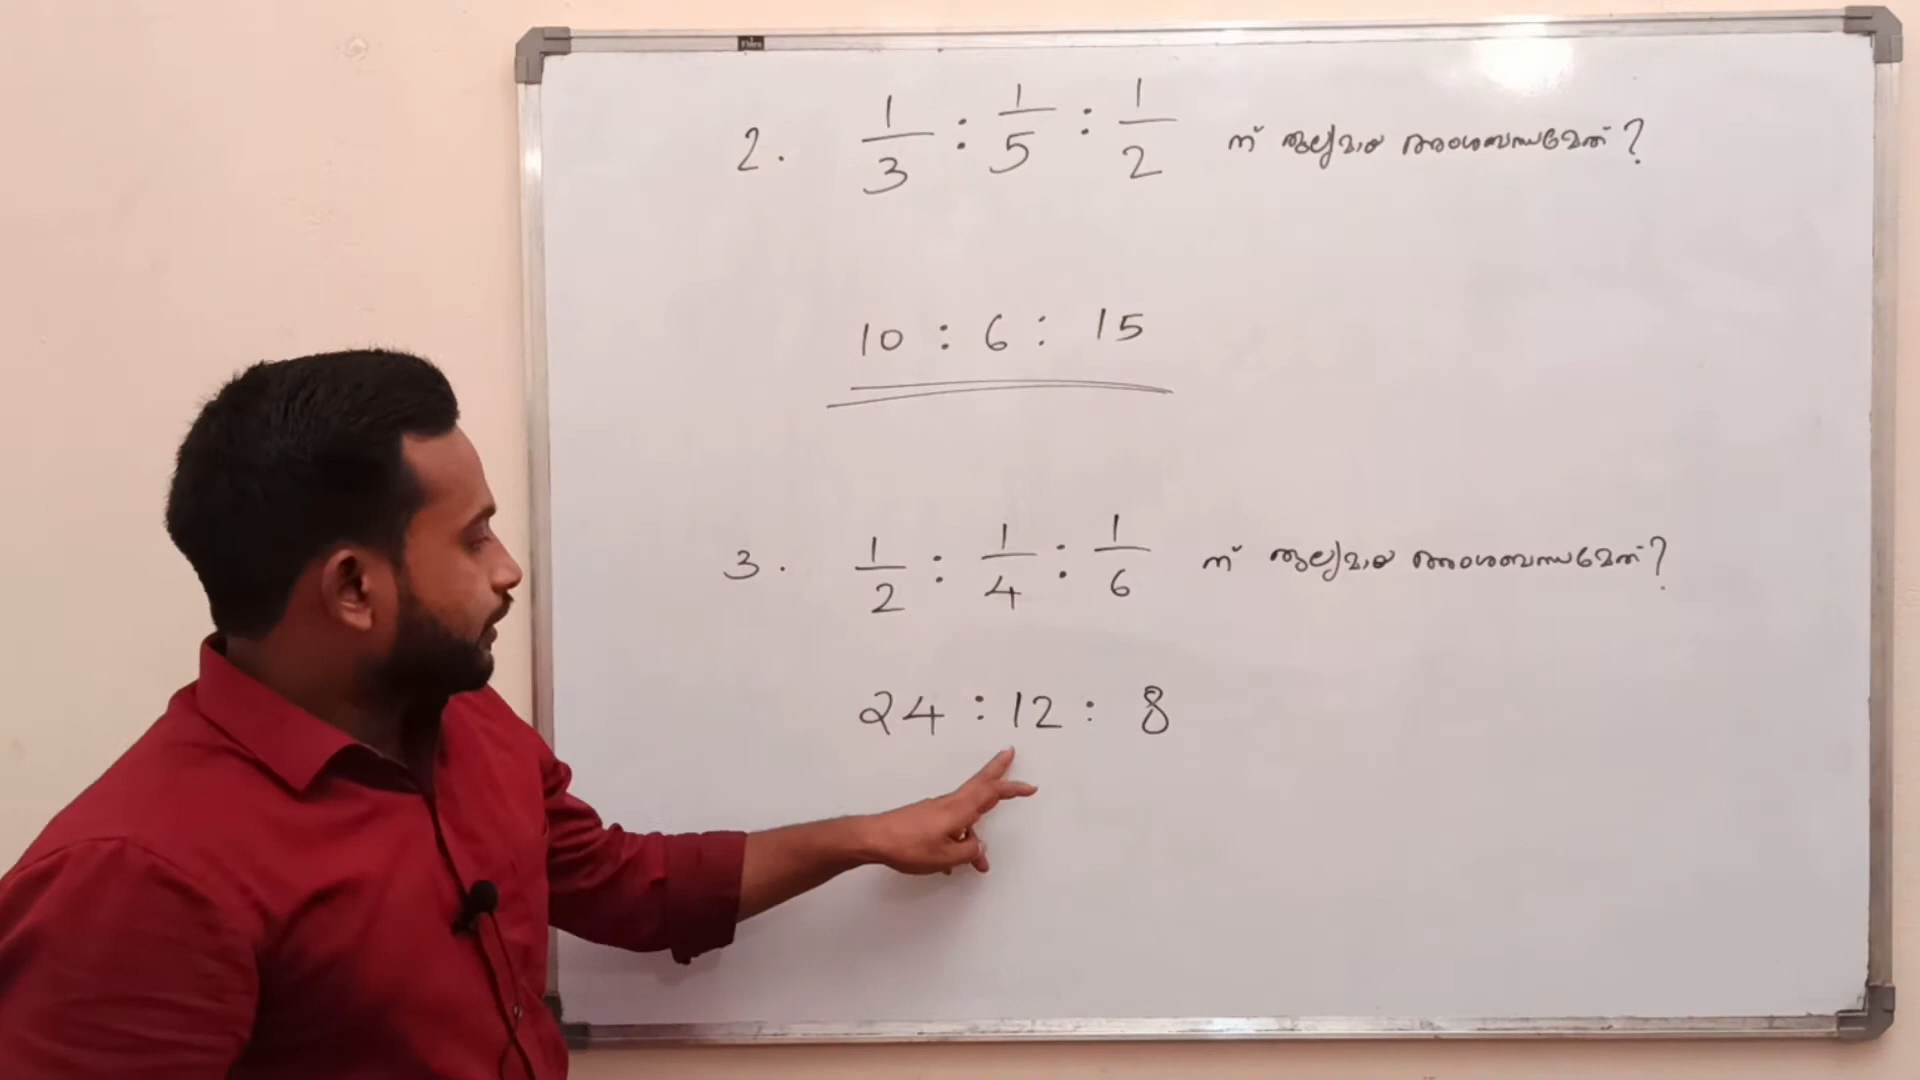 2. 1/3 : 1/5 : 1/2 ന് തുല്യമായ അംശബന്ധമേത് ?
10 : 6 : 15
3. 1/2 : 1/4 : 1/6 ന് തുല്യമായ അംശബന്ധമേത് ?
24 : 12 : 8